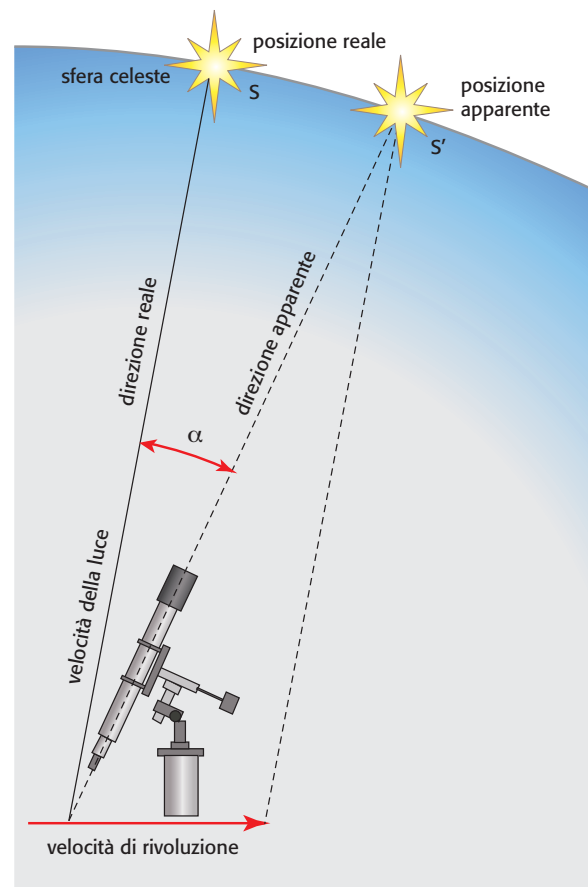 posizione reale
sfera celeste
S
posizione
apparente
S'
direzione reale
direzione apparente
α
velocità della luce
velocità di rivoluzione